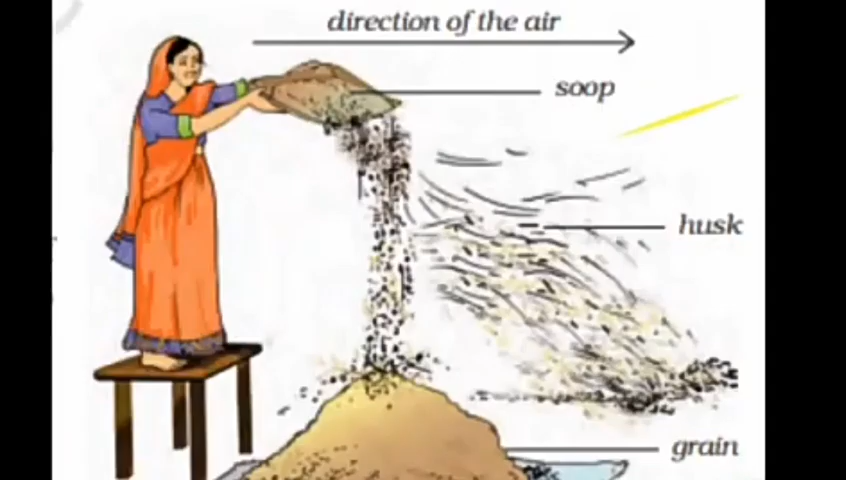 direction of the air
soop
husk
grain